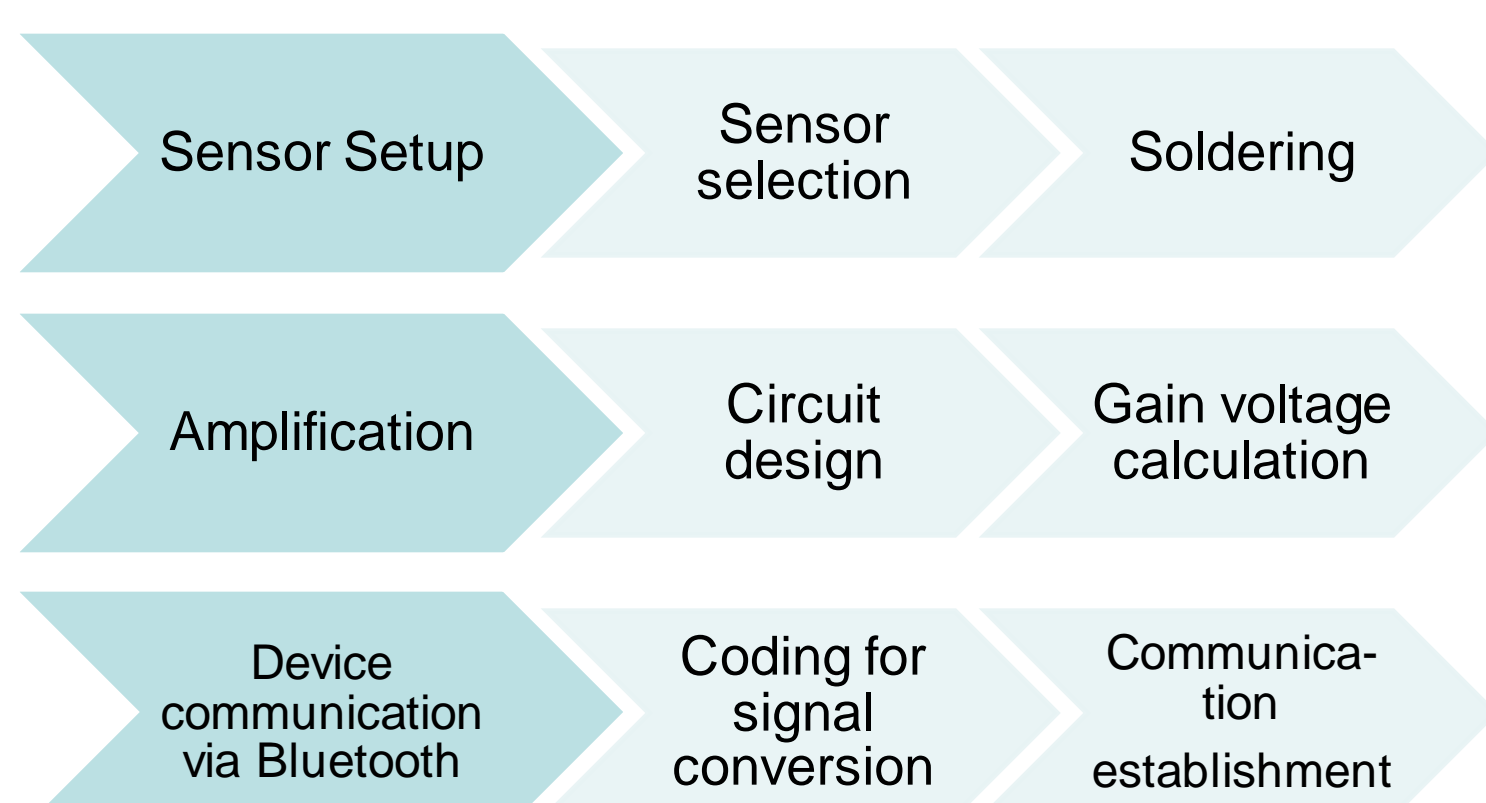 Sensor Setup
Sensor
selection
Soldering
Amplification
Circuit
design
Gain voltage
calculation
Device
communication
via Bluetooth
Coding for
signal
conversion
Communica-
tion
establishment